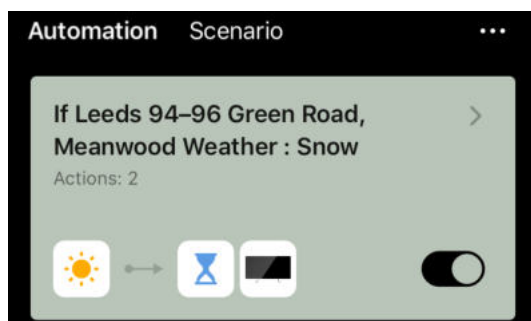 Automation Scenario
If Leeds 94–96 Green Road,
Meanwood Weather : Snow
Actions: 2